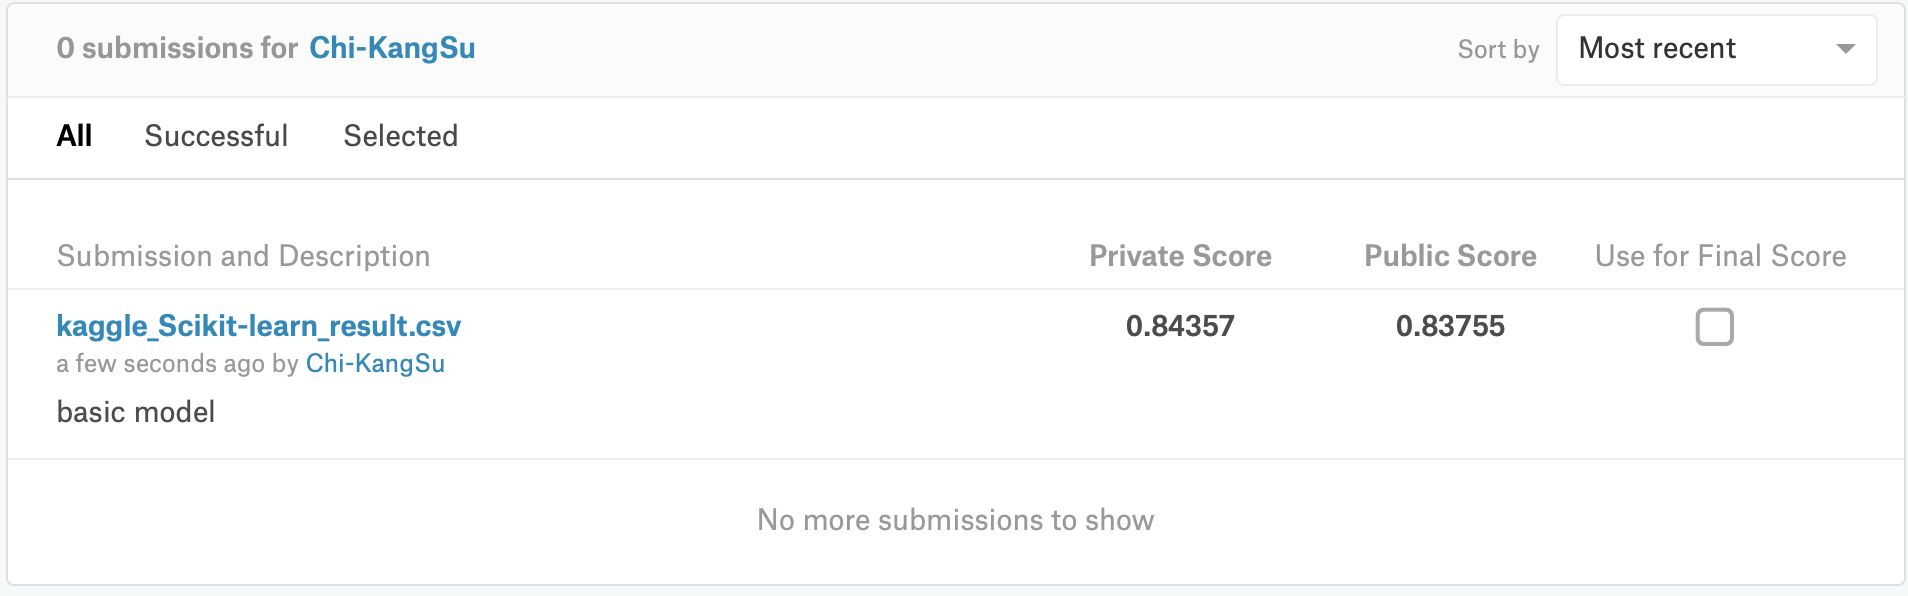 0 submissions for Chi-KangSu
Sort by Most recent
All Successful Selected
Submission and Description Private Score Public Score Use for Final Score
kaggle_Scikit-learn_result.csv 0.84357 0.83755
a few seconds ago by Chi-KangSu
basic model
No more submissions to show